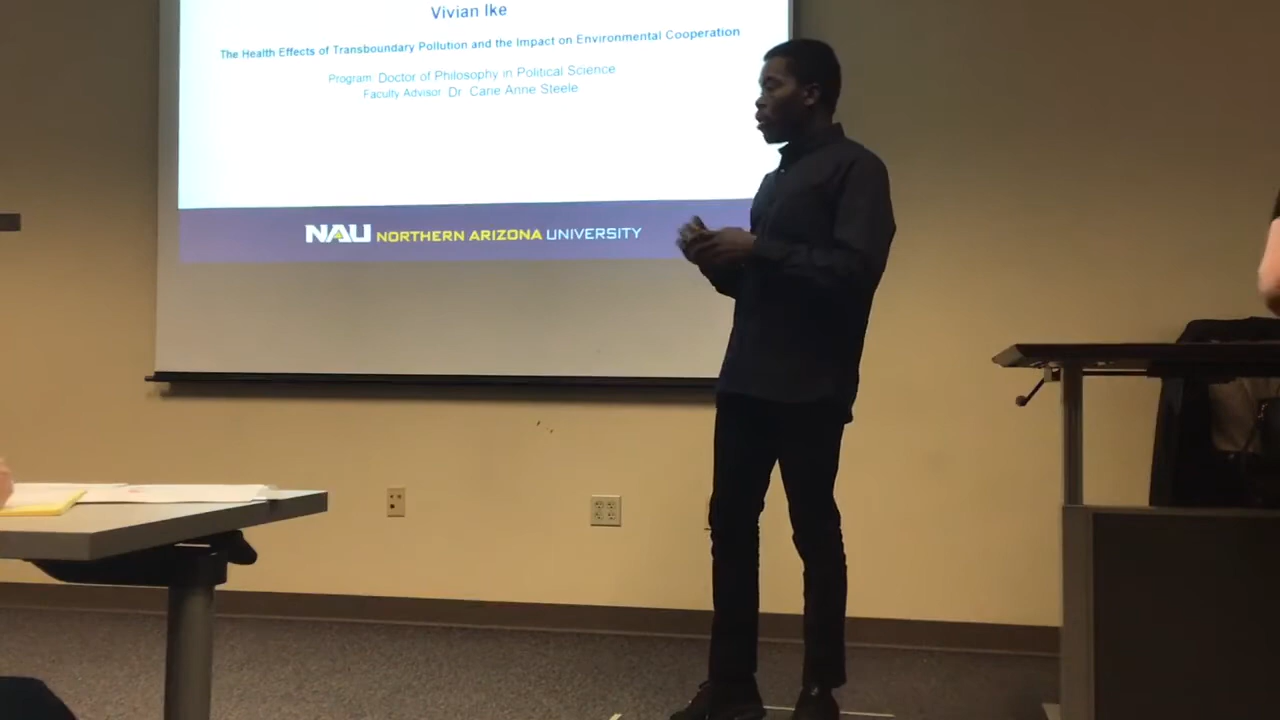 Vivian Ike
The Health Effects of Transboundary Pollution and the Impact on Environmental Cooperation
Program: Doctor of Philosophy in Political Science
Faculty Advisor: Dr. Carie Anne Steele
NAU NORTHERN ARIZONA UNIVERSITY